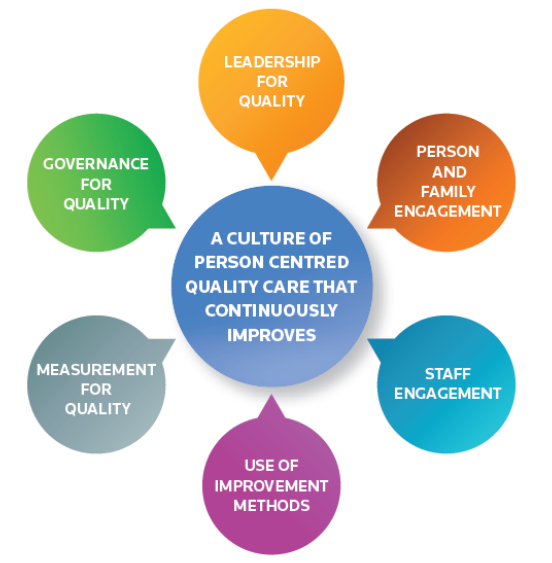 LEADERSHIP
FOR
QUALITY
PERSON
AND
FAMILY
ENGAGEMENT
STAFF
ENGAGEMENT
USE OF
IMPROVEMENT
METHODS
MEASUREMENT
FOR
QUALITY
GOVERNANCE
FOR
QUALITY
A CULTURE OF
PERSON CENTRED
QUALITY CARE THAT
CONTINUOUSLY
IMPROVES